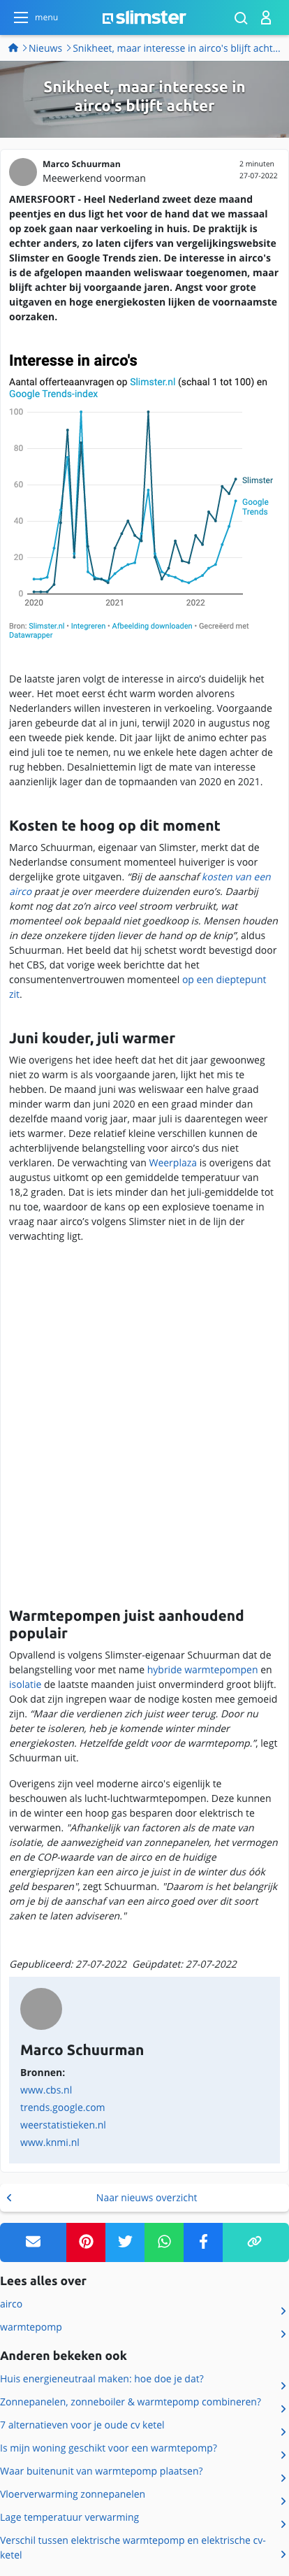 menu
slimster
Nieuws
Snikheet, maar interesse in airco's blijft acht...
Snikheet, maar interesse in
airco's blijft achter
Marco Schuurman
Meewerkend voorman
2 minuten
27-07-2022
AMERSFOORT - Heel Nederland zweet deze maand
peentjes en dus ligt het voor de hand dat we massaal
op zoek gaan naar verkoeling in huis. De praktijk is
echter anders, zo laten cijfers van vergelijkingswebsite
Slimster en Google Trends zien. De interesse in airco's
is de afgelopen maanden weliswaar toegenomen, maar
blijft achter bij voorgaande jaren. Angst voor grote
uitgaven en hoge energiekosten lijken de voornaamste
oorzaken.
Interesse in airco's
Aantal offerteaanvragen op Slimster.nl (schaal 1 tot 100) en
Google Trends-index
100
80
60
40
20
0
2020
2021
2022
Slimster
Google
Trends
Bron: Slimster.nl • Integreren • Afbeelding downloaden • Gecreëerd met
Datawrapper
De laatste jaren volgt de interesse in airco’s duidelijk het
weer. Het moet eerst écht warm worden alvorens
Nederlanders willen investeren in verkoeling. Voorgaande
jaren gebeurde dat al in juni, terwijl 2020 in augustus nog
een tweede piek kende. Dit jaar lijkt de animo echter pas
eind juli toe te nemen, nu we enkele hete dagen achter de
rug hebben. Desalniettemin ligt de mate van interesse
aanzienlijk lager dan de topmaanden van 2020 en 2021.
Kosten te hoog op dit moment
Marco Schuurman, eigenaar van Slimster, merkt dat de
Nederlandse consument momenteel huiveriger is voor
dergelijke grote uitgaven. “Bij de aanschaf kosten van een
airco praat je over meerdere duizenden euro’s. Daarbij
komt nog dat zo’n airco veel stroom verbruikt, wat
momenteel ook bepaald niet goedkoop is. Mensen houden
in deze onzekere tijden liever de hand op de knip”, aldus
Schuurman. Het beeld dat hij schetst wordt bevestigd door
het CBS, dat vorige week berichtte dat het
consumentenvertrouwen momenteel op een dieptepunt
zit.
Juni kouder, juli warmer
Wie overigens het idee heeft dat het dit jaar gewoonweg
niet zo warm is als voorgaande jaren, lijkt het mis te
hebben. De maand juni was weliswaar een halve graad
minder warm dan juni 2020 en een graad minder dan
dezelfde maand vorig jaar, maar juli is daarentegen weer
iets warmer. Deze relatief kleine verschillen kunnen de
achterblijvende belangstelling voor airco’s dus niet
verklaren. De verwachting van Weerplaza is overigens dat
augustus uitkomt op een gemiddelde temperatuur van
18,2 graden. Dat is iets minder dan het juli-gemiddelde tot
nu toe, waardoor de kans op een explosieve toename in
vraag naar airco’s volgens Slimster niet in de lijn der
verwachting ligt.
Warmtepompen juist aanhoudend
populair
Opvallend is volgens Slimster-eigenaar Schuurman dat de
belangstelling voor met name hybride warmtepompen en
isolatie de laatste maanden juist onverminderd groot blijft.
Ook dat zijn ingrepen waar de nodige kosten mee gemoeid
zijn. “Maar die verdienen zich juist weer terug. Door nu
beter te isoleren, heb je komende winter minder
energiekosten. Hetzelfde geldt voor de warmtepomp.”, legt
Schuurman uit.
Overigens zijn veel moderne airco's eigenlijk te
beschouwen als lucht-luchtwarmtepompen. Deze kunnen
in de winter een hoop gas besparen door elektrisch te
verwarmen. "Afhankelijk van factoren als de mate van
isolatie, de aanwezigheid van zonnepanelen, het vermogen
en de COP-waarde van de airco en de huidige
energieprijzen kan een airco je juist in de winter dus óók
geld besparen", zegt Schuurman. "Daarom is het belangrijk
om je bij de aanschaf van een airco goed over dit soort
zaken te laten adviseren."
Gepubliceerd: 27-07-2022 Geüpdatet: 27-07-2022
Marco Schuurman
Bronnen:
www.cbs.nl
trends.google.com
weerstatistieken.nl
www.knmi.nl
Naar nieuws overzicht
Lees alles over
airco
warmtepomp
Anderen bekeken ook
Huis energieneutraal maken: hoe doe je dat?
Zonnepanelen, zonneboiler & warmtepomp combineren?
7 alternatieven voor je oude cv ketel
Is mijn woning geschikt voor een warmtepomp?
Waar buitenunit van warmtepomp plaatsen?
Vloerverwarming zonnepanelen
Lage temperatuur verwarming
Verschil tussen elektrische warmtepomp en elektrische cv-
ketel